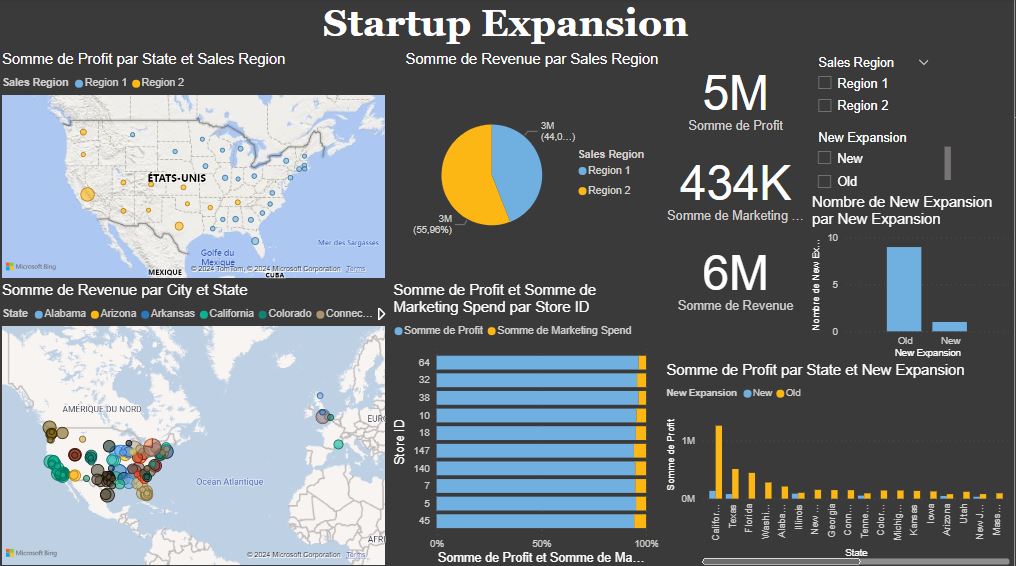 Startup Expansion
Somme de Profit par State et Sales Region
Sales Region Region 1 Region 2
ÉTATS-UNIS
Golfe du
Mexique
Mer des Sargasses
MEXIQUE
CUBA
Microsoft Bing
© 2024 TomTom, © 2024 Microsoft Corporation Terms
Somme de Revenue par Sales Region
3M
(44,0...)
3M
(55,96%)
Sales Region
Region 1
Region 2
5M
Somme de Profit
434K
Somme de Marketing ...
6M
Somme de Revenue
Sales Region
Region 1
Region 2
New Expansion
New
Old
Nombre de New Expansion
par New Expansion
Nombre de New Ex...
10
5
0
Old
New
New Expansion
Somme de Revenue par City et State
State Alabama Arizona Arkansas California Colorado Connec...
AMÉRIQUE DU NORD
EURO
Océan Atlantique
AFRI
Microsoft Bing
© 2024 Microsoft Corporation Terms
Somme de Profit et Somme de
Marketing Spend par Store ID
Somme de Profit Somme de Marketing Spend
Store ID
64
32
38
10
18
147
140
7
5
45
0%
50%
100%
Somme de Profit et Somme de Ma...
Somme de Profit par State et New Expansion
New Expansion New Old
Somme de Profit
1M
0M
Califor...
Texas
Florida
Washi...
Alaba...
Illinois
New ...
Georgia
Conn...
Tenne...
Color...
Michig...
Kansas
Iowa
Arizona
Utah
New J...
Mass...
State